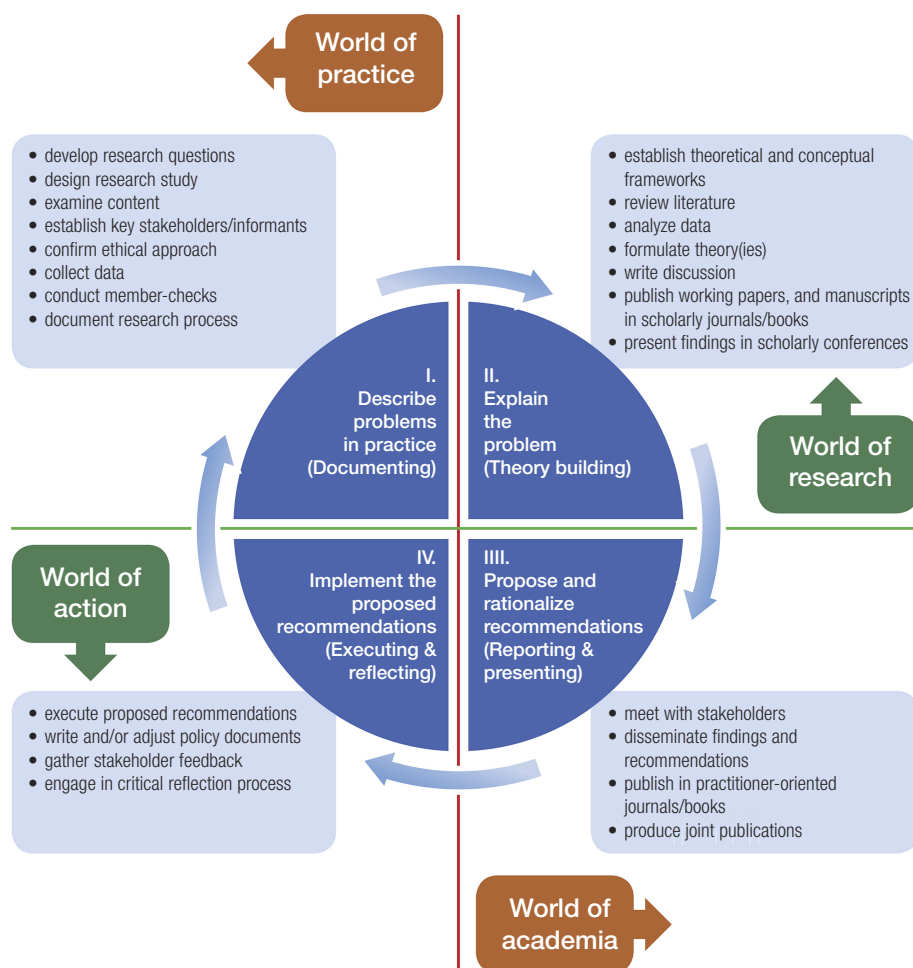 World of
practice
• develop research questions
• design research study
• examine content
• establish key stakeholders/informants
• confirm ethical approach
• collect data
• conduct member-checks
• document research process
• establish theoretical and conceptual
frameworks
• review literature
• analyze data
• formulate theory(ies)
• write discussion
• publish working papers, and manuscripts
in scholarly journals/books
• present findings in scholarly conferences
I.
Describe
problems
in practice
(Documenting)
II.
Explain
the
problem
(Theory building)
World of
research
World of
action
IV.
Implement the
proposed
recommendations
(Executing &
reflecting)
IIII.
Propose and
rationalize
recommendations
(Reporting &
presenting)
• execute proposed recommendations
• write and/or adjust policy documents
• gather stakeholder feedback
• engage in critical reflection process
• meet with stakeholders
• disseminate findings and
recommendations
• publish in practitioner-oriented
journals/books
• produce joint publications
World of
academia